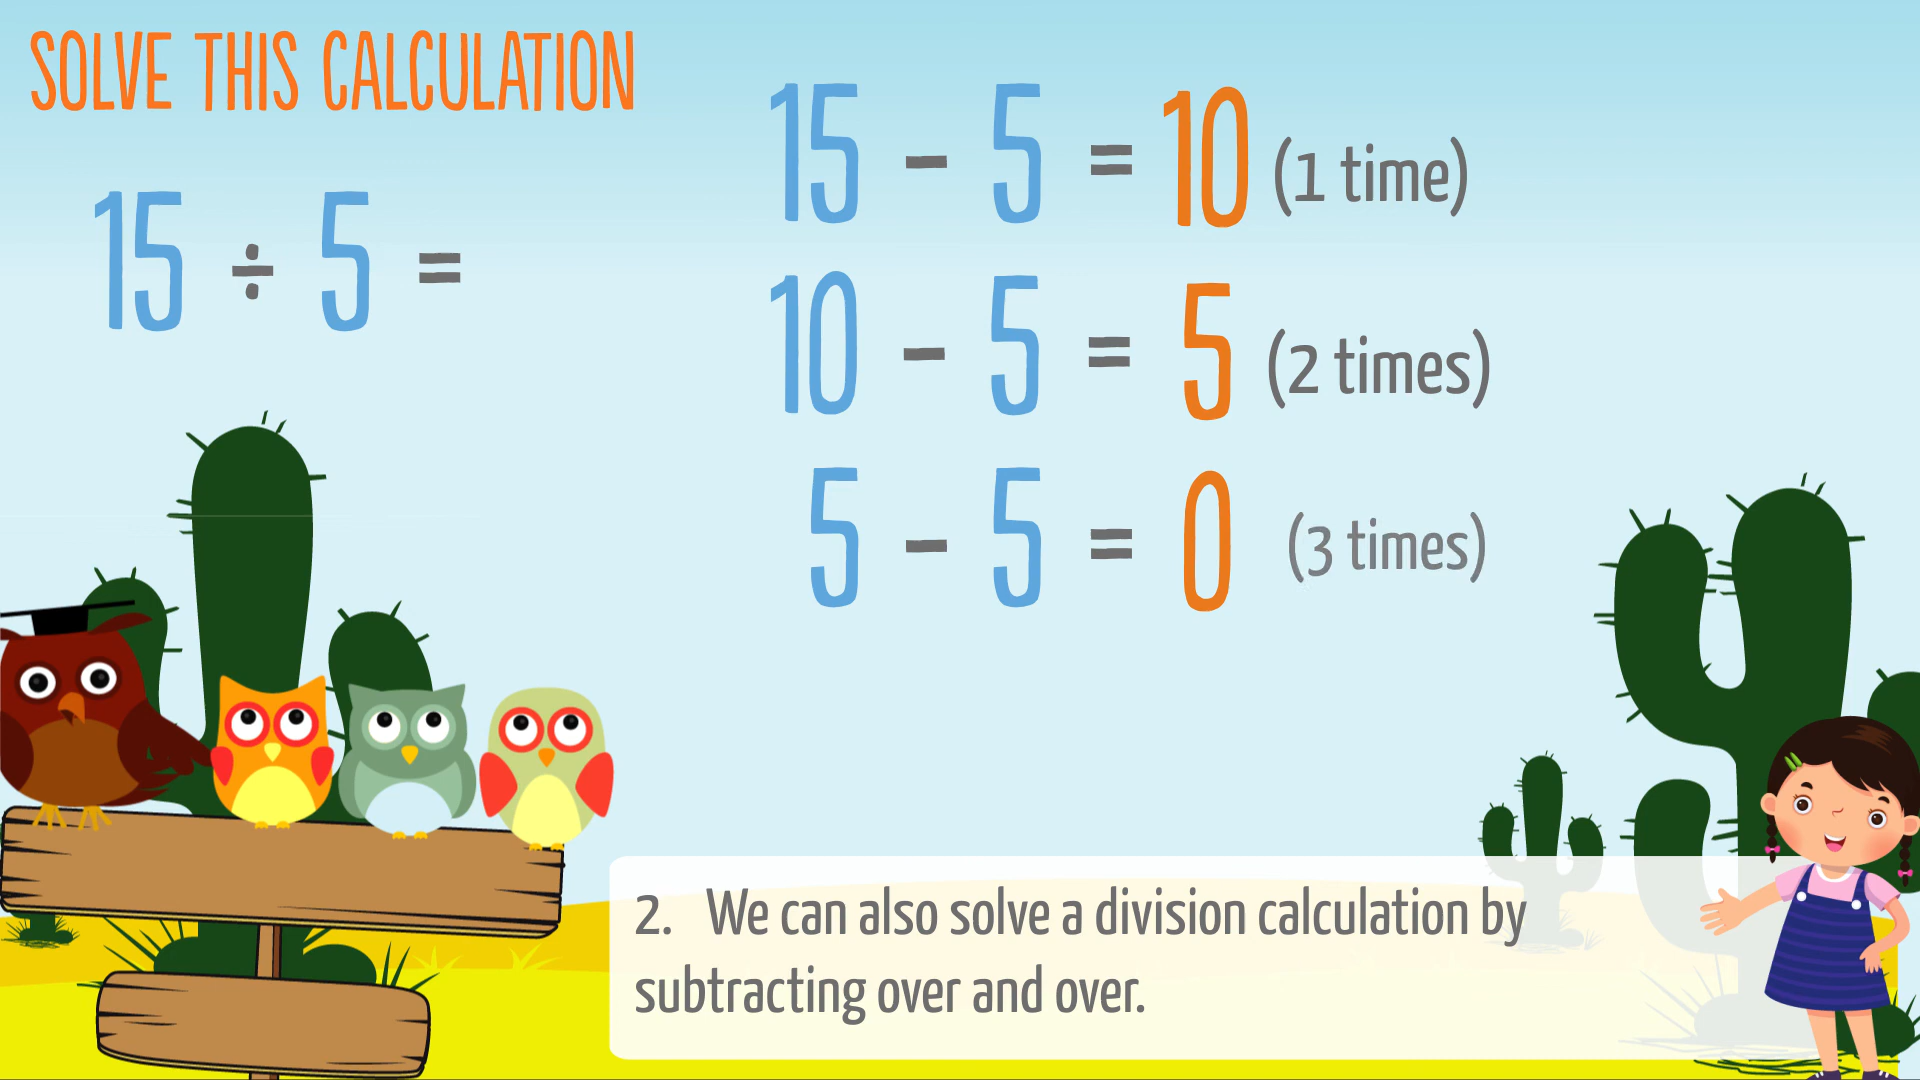 SOLVE THIS CALCULATION
15 ÷ 5 =
15 - 5 = 10 (1 time)
10 - 5 = 5 (2 times)
5 - 5 = 0 (3 times)
2. We can also solve a division calculation by
subtracting over and over.